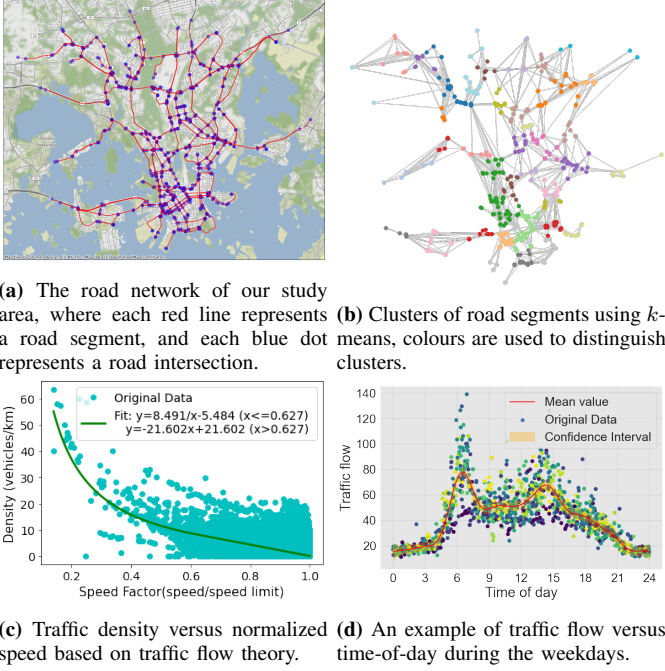 (a) The road network of our study
area, where each red line represents
a road segment, and each blue dot
represents a road intersection.
(b) Clusters of road segments using k-
means, colours are used to distinguish
clusters.
Density (vehicles/km)
60
50
40
30
20
10
0
Original Data
Fit: y=8.491/x-5.484 (x<=0.627)
y=-21.602x+21.602 (x>0.627)
0.2
0.4
0.6
0.8
1.0
Speed Factor(speed/speed limit)
Traffic flow
140
120
100
80
60
40
20
Mean value
Original Data
Confidence Interval
0
3
6
9
12
15
18
21
24
Time of day
(c) Traffic density versus normalized
speed based on traffic flow theory.
(d) An example of traffic flow versus
time-of-day during the weekdays.